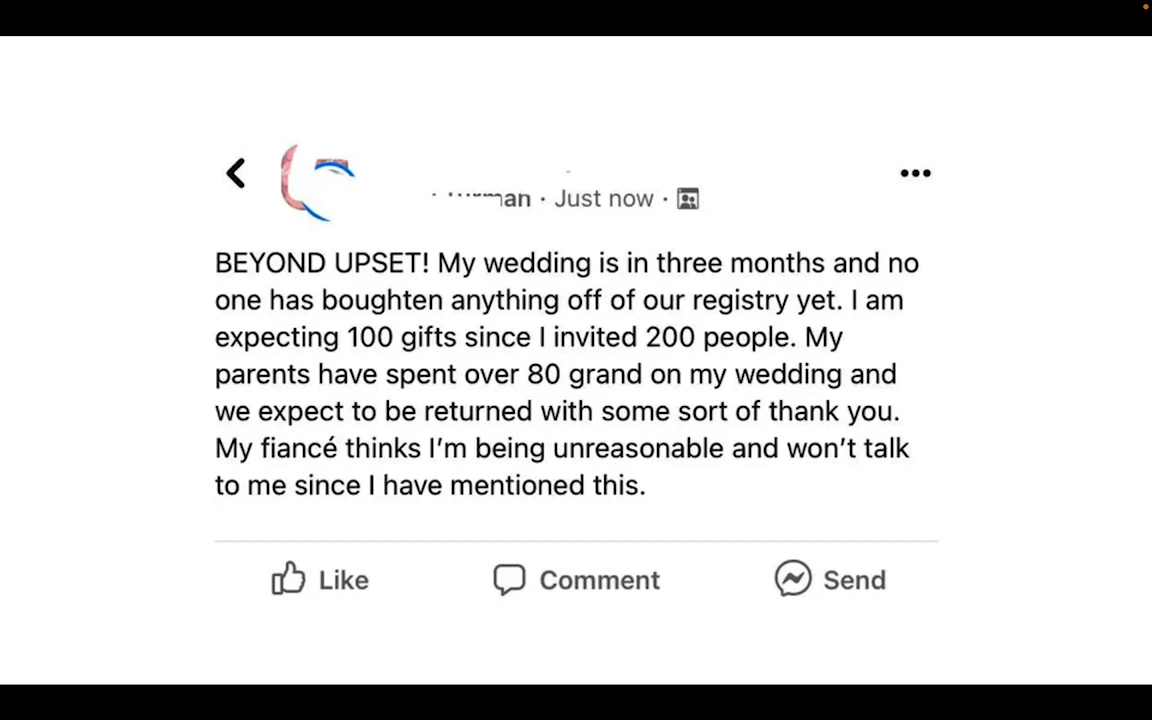 Just now
BEYOND UPSET! My wedding is in three months and no
one has boughten anything off of our registry yet. I am
expecting 100 gifts since I invited 200 people. My
parents have spent over 80 grand on my wedding and
we expect to be returned with some sort of thank you.
My fiancé thinks I’m being unreasonable and won’t talk
to me since I have mentioned this.
Like Comment Send